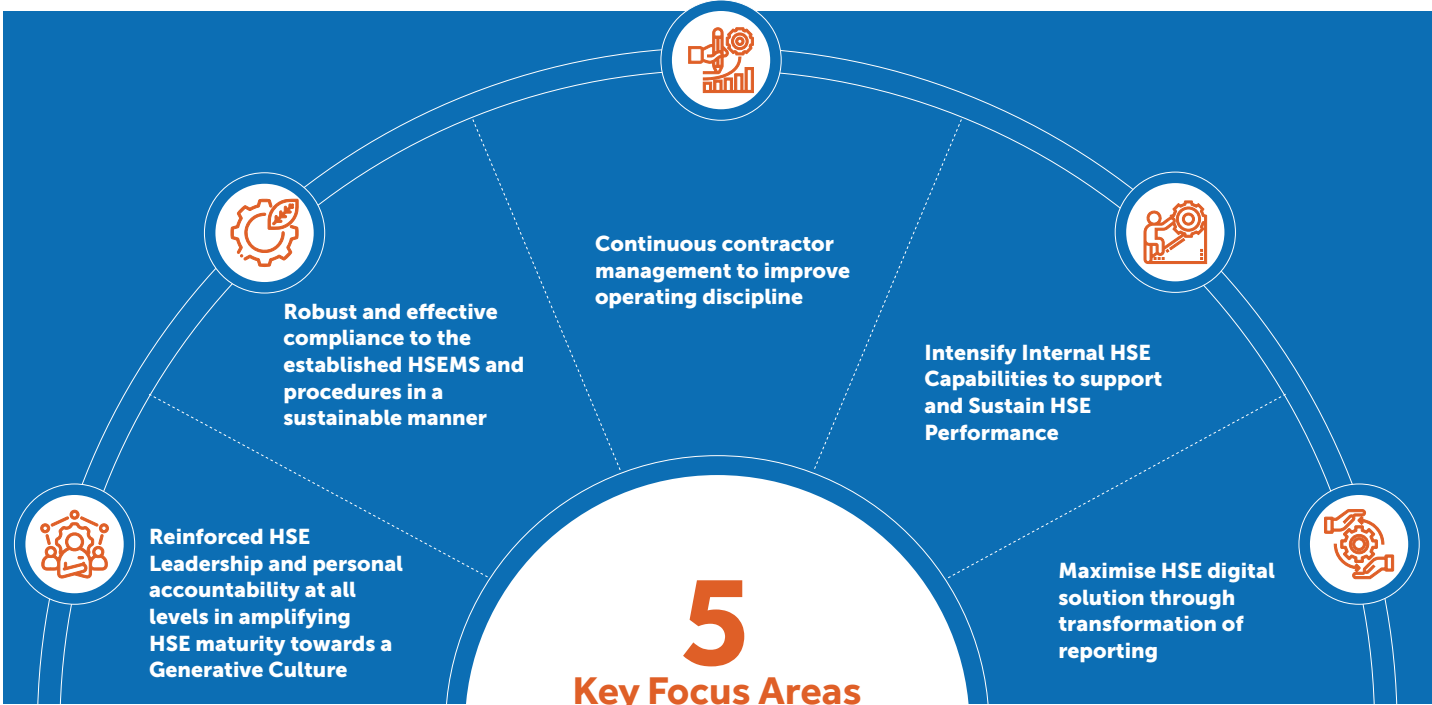 Continuous contractor
management to improve
operating discipline
Robust and effective
compliance to the
established HSEMS and
procedures in a
sustainable manner
Intensify Internal HSE
Capabilities to support
and Sustain HSE
Performance
Reinforced HSE
Leadership and personal
accountability at all
levels in amplifying
HSE maturity towards a
Generative Culture
Maximise HSE digital
solution through
transformation of
reporting
5
Key Focus Areas